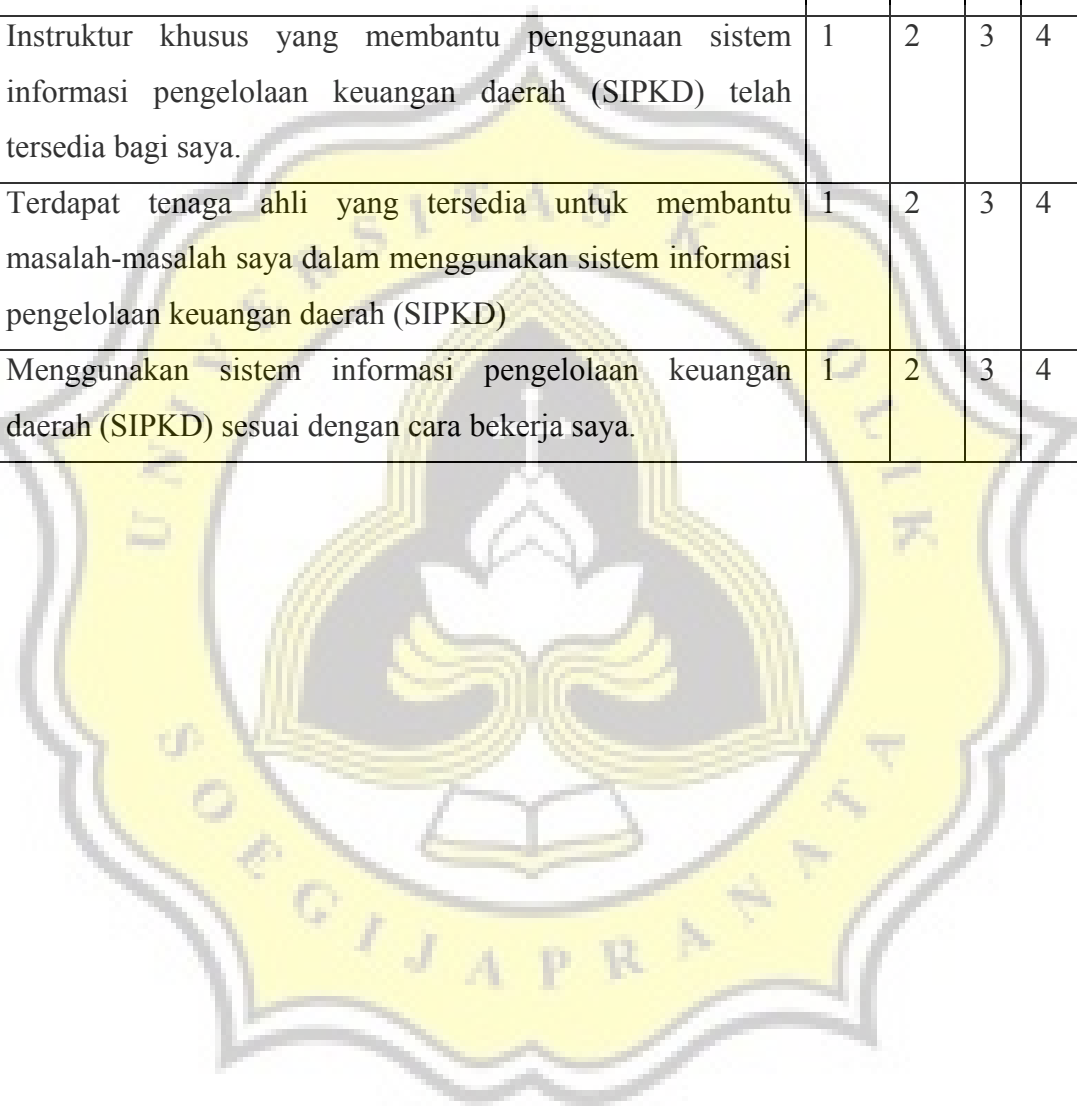 Instruktur khusus yang membantu penggunaan sistem 1 2 3 4
informasi pengelolaan keuangan daerah (SIPKD) telah
tersedia bagi saya.
Terdapat tenaga ahli yang tersedia untuk membantu 1 2 3 4
masalah-masalah saya dalam menggunakan sistem informasi
pengelolaan keuangan daerah (SIPKD)
Menggunakan sistem informasi pengelolaan keuangan 1 2 3 4
daerah (SIPKD) sesuai dengan cara bekerja saya.
UNIVERSITAS KATOLIK
SOEGIJAPRANATA